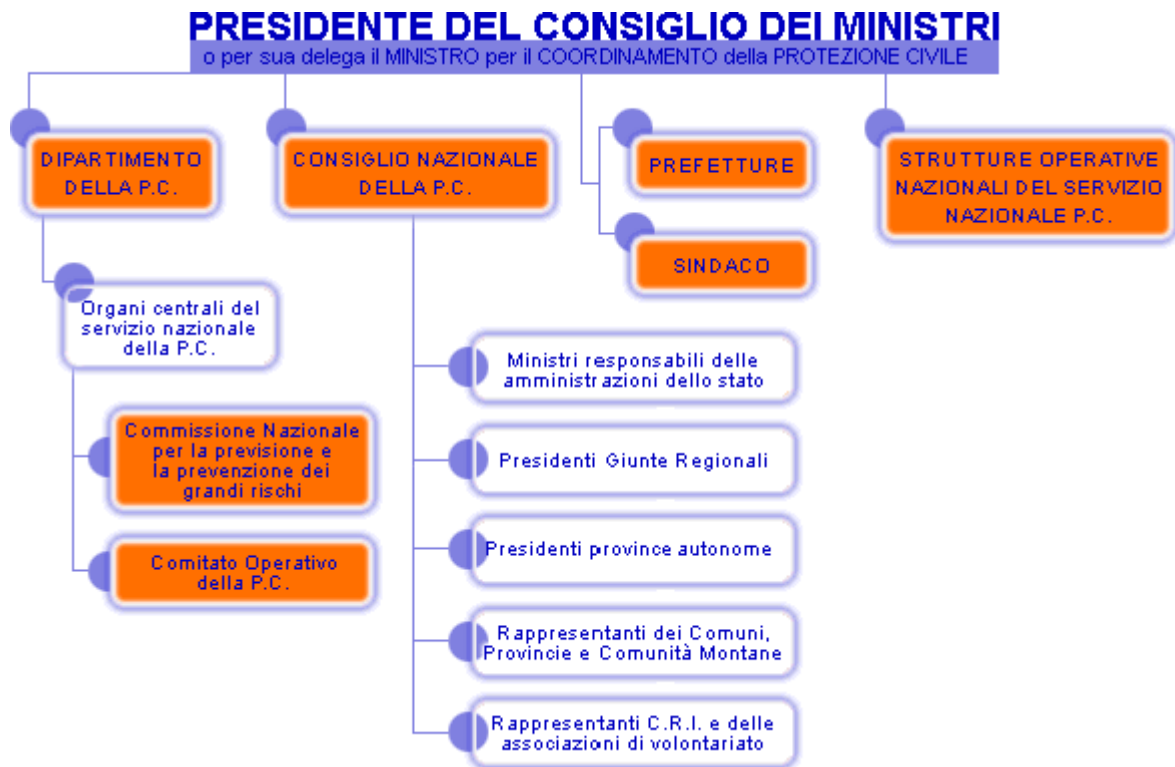 PRESIDENTE DEL CONSIGLIO DEI MINISTRI
o per sua delega il MINISTRO per il COORDINAMENTO della PROTEZIONE CIVILE
DIPARTIMENTO
DELLA P.C.
CONSIGLIO NAZIONALE
DELLA P.C.
PREFETTURE
SINDACO
STRUTTURE OPERATIVE
NAZIONALI DEL SERVIZIO
NAZIONALE P.C.
Organi centrali del
servizio nazionale
della P.C.
Commissione Nazionale
per la previsione e
la prevenzione dei
grandi rischi
Comitato Operativo
della P.C.
Ministri responsabili delle
amministrazioni dello stato
Presidenti Giunte Regionali
Presidenti province autonome
Rappresentanti dei Comuni,
Provincie e Comunità Montane
Rappresentanti C.R.I. e delle
associazioni di volontariato